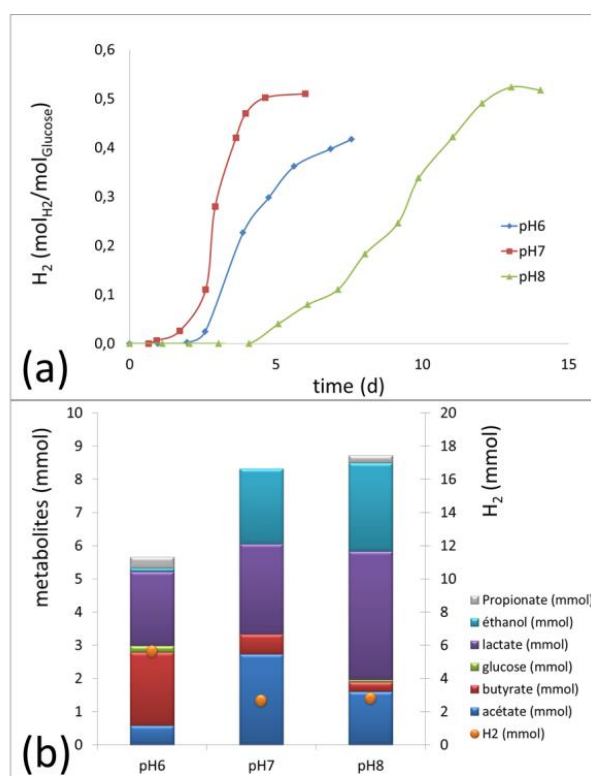 0,6
0,5
0,4
0,3
0,2
0,1
0,0
H2 (molH2/molGlucose)
pH6
pH7
pH8
0
5
10
15
time (d)
(a)
10
9
8
7
6
5
4
3
2
1
0
metabolites (mmol)
20
18
16
14
12
10
8
6
4
2
0
H2 (mmol)
Propionate (mmol)
éthanol (mmol)
lactate (mmol)
glucose (mmol)
butyrate (mmol)
acétate (mmol)
H2 (mmol)
pH6
pH7
pH8
(b)